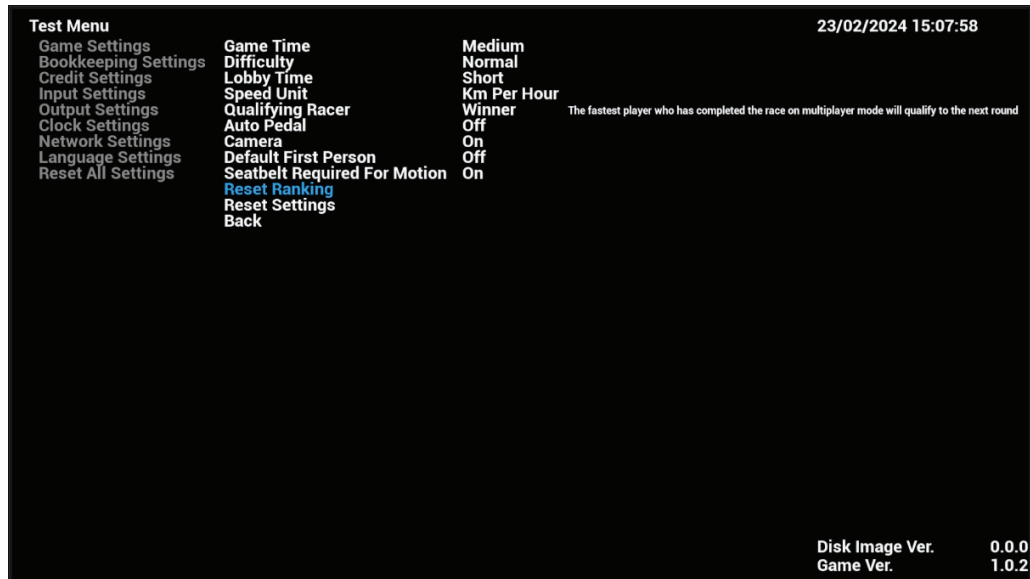 Test Menu 23/02/2024 15:07:58
Game Settings Game Time Medium
Bookkeeping Settings Difficulty Normal
Credit Settings Lobby Time Short
Input Settings Speed Unit Km Per Hour
Output Settings Qualifying Racer Winner The fastest player who has completed the race on multiplayer mode will qualify to the next round
Clock Settings Auto Pedal Off
Network Settings Camera On
Language Settings Default First Person Off
Reset All Settings Seatbelt Required For Motion On
Reset Ranking
Reset Settings
Back
Disk Image Ver. 0.0.0
Game Ver. 1.0.2